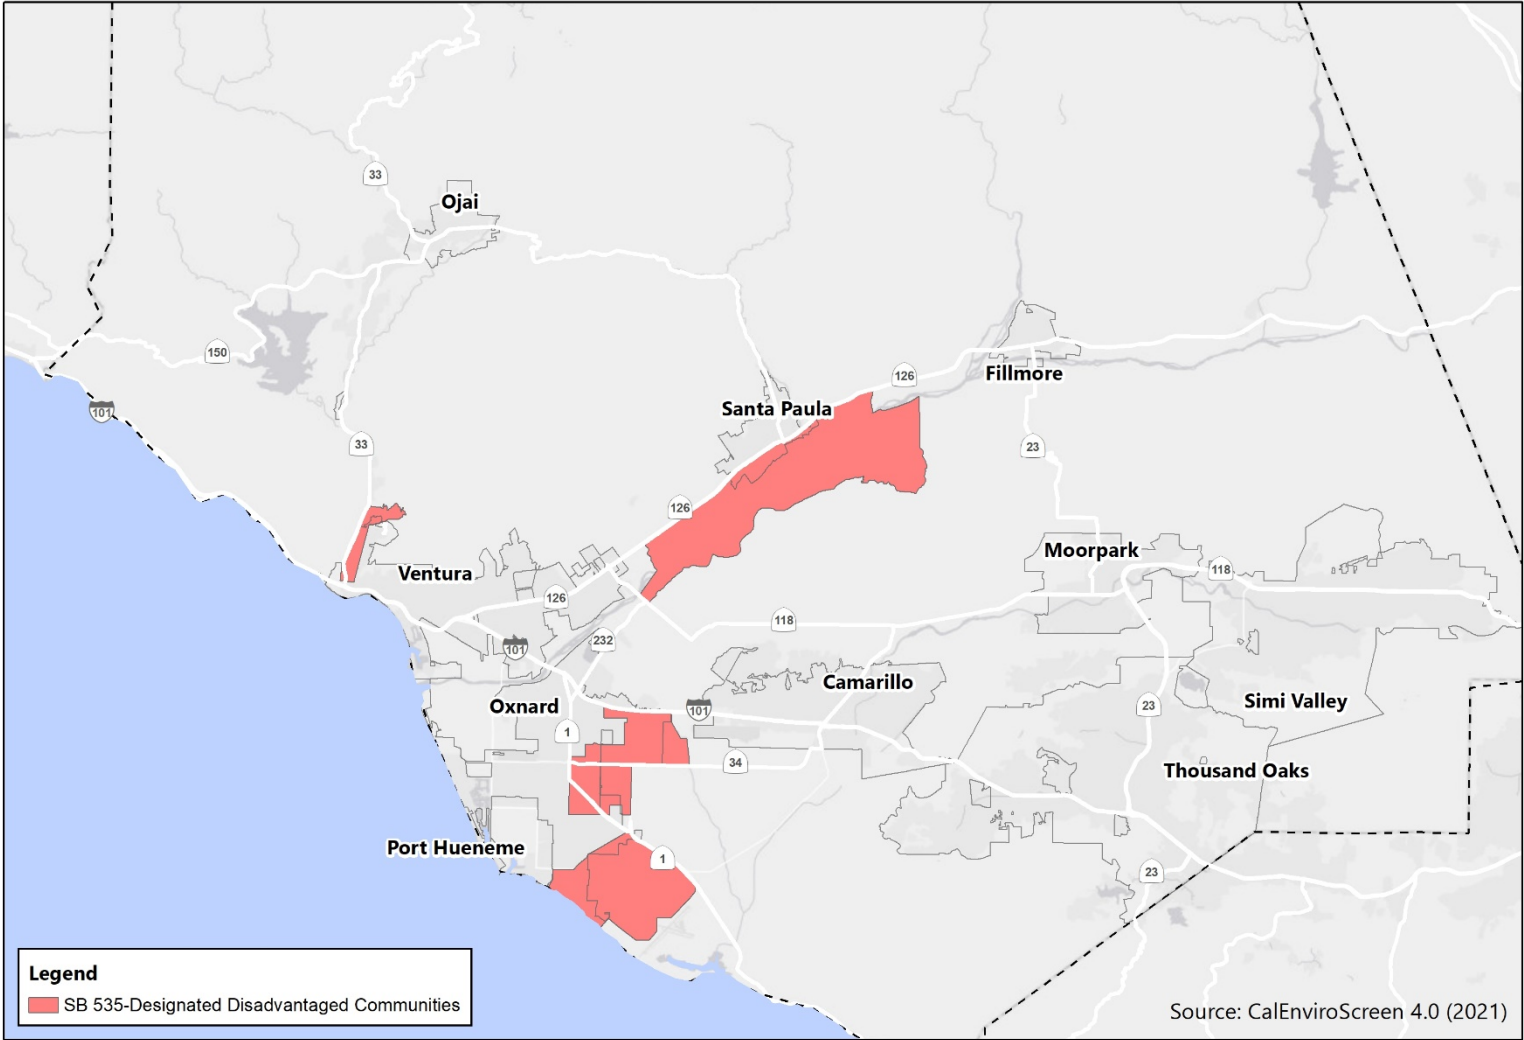 33
Ojai
150
126
Fillmore
101
Santa Paula
33
23
126
Moorpark
Ventura
118
126
118
232
101
Camarillo
Simi Valley
Oxnard
23
101
1
34
Thousand Oaks
Port Hueneme
1
23
Legend
SB 535-Designated Disadvantaged Communities
Source: CalEnviroScreen 4.0 (2021)